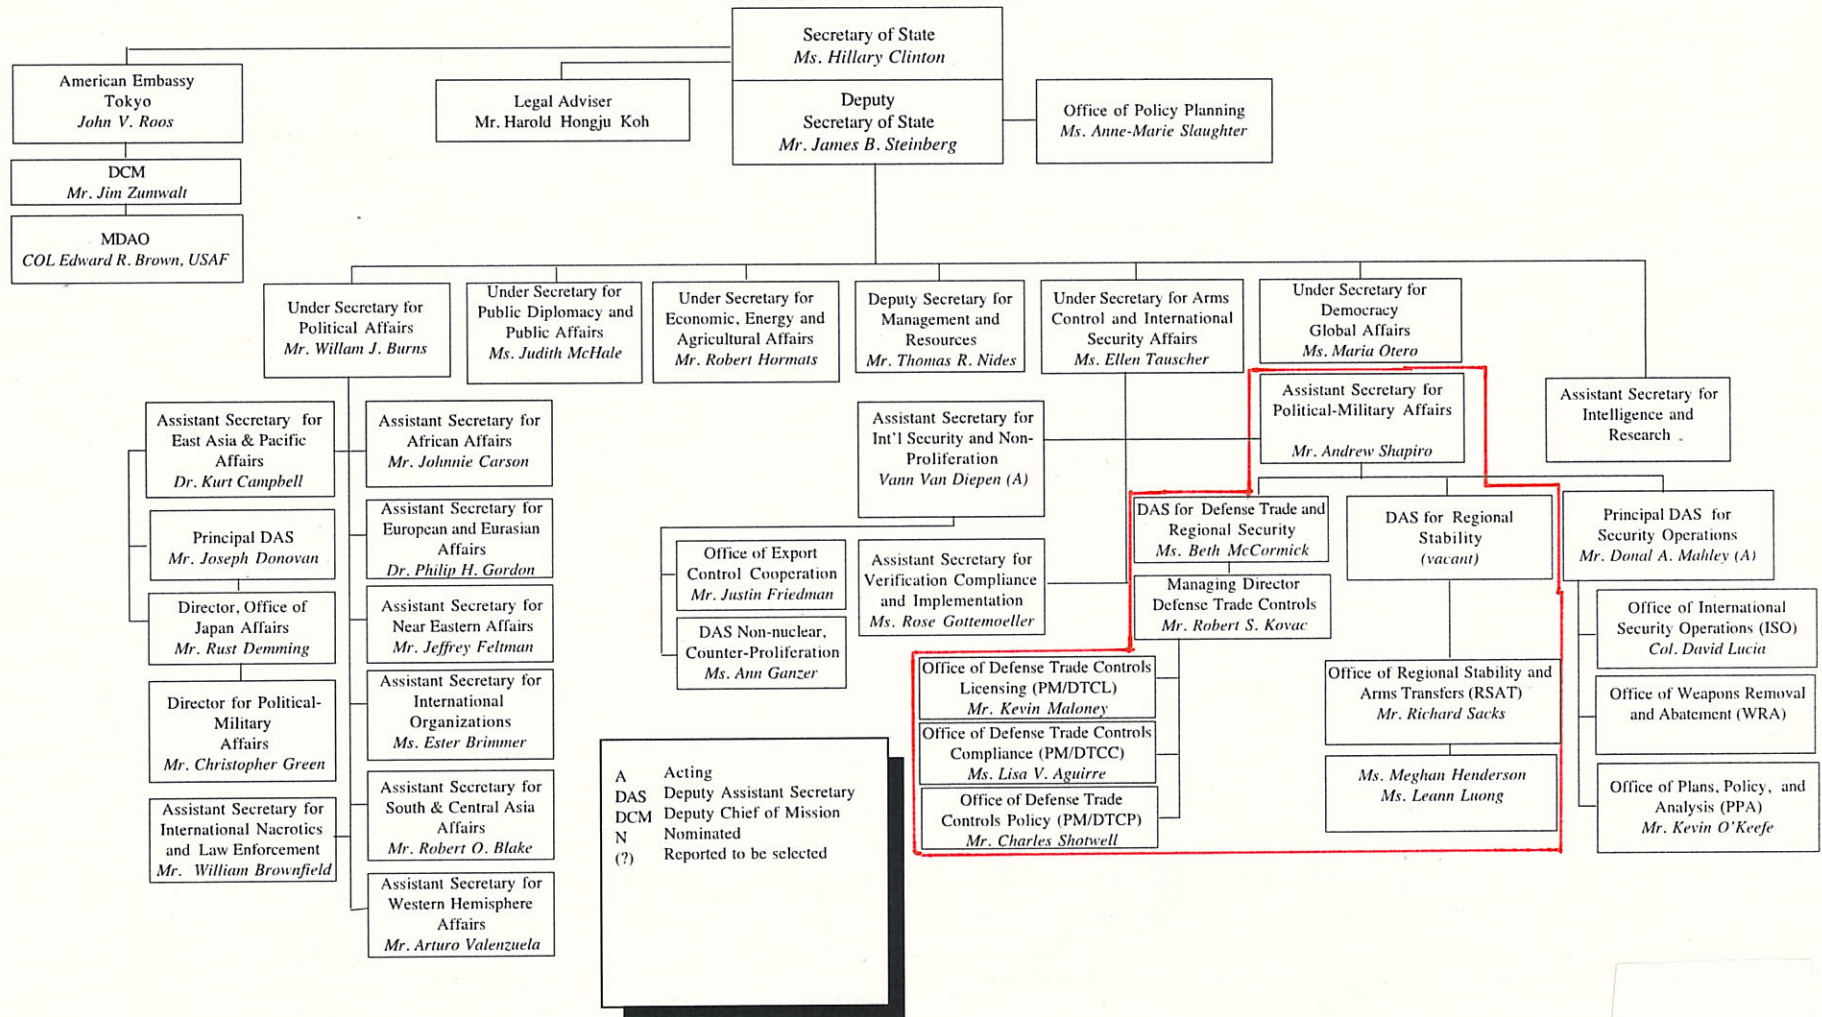 Secretary of State
Ms. Hillary Clinton
American Embassy
Tokyo
John V. Roos
Legal Adviser
Mr. Harold Hongju Koh
Deputy
Secretary of State
Mr. James B. Steinberg
Office of Policy Planning
Ms. Anne-Marie Slaughter
DCM
Mr. Jim Zumwalt
MDAO
COL Edward R. Brown, USAF
Under Secretary for
Political Affairs
Mr. Willam J. Burns
Under Secretary for
Public Diplomacy and
Public Affairs
Ms. Judith McHale
Under Secretary for
Economic, Energy and
Agricultural Affairs
Mr. Robert Hormats
Deputy Secretary for
Management and
Resources
Mr. Thomas R. Nides
Under Secretary for Arms
Control and International
Security Affairs
Ms. Ellen Tauscher
Under Secretary for
Democracy
Global Affairs
Ms. Maria Otero
Assistant Secretary for
East Asia & Pacific
Affairs
Dr. Kurt Campbell
Assistant Secretary for
African Affairs
Mr. Johnnie Carson
Assistant Secretary for
Int'l Security and Non-
Proliferation
Vann Van Diepen (A)
Assistant Secretary for
Political-Military Affairs
Mr. Andrew Shapiro
Assistant Secretary for
Intelligence and
Research
Principal DAS
Mr. Joseph Donovan
Assistant Secretary for
European and Eurasian
Affairs
Dr. Philip H. Gordon
Office of Export
Control Cooperation
Mr. Justin Friedman
Assistant Secretary for
Verification Compliance
and Implementation
Ms. Rose Gottemoeller
DAS for Defense Trade and
Regional Security
Ms. Beth McCormick
DAS for Regional
Stability
(vacant)
Principal DAS for
Security Operations
Mr. Donal A. Mahley (A)
Director, Office of
Japan Affairs
Mr. Rust Demming
Assistant Secretary for
Near Eastern Affairs
Mr. Jeffrey Feltman
DAS Non-nuclear,
Counter-Proliferation
Ms. Ann Ganzer
Managing Director
Defense Trade Controls
Mr. Robert S. Kovac
Office of International
Security Operations (ISO)
Col. David Lucia
Director for Political-
Military
Affairs
Mr. Christopher Green
Assistant Secretary for
International
Organizations
Ms. Ester Brimmer
Office of Defense Trade Controls
Licensing (PM/DTCL)
Mr. Kevin Maloney
Office of Regional Stability and
Arms Transfers (RSAT)
Mr. Richard Sacks
Office of Weapons Removal
and Abatement (WRA)
Office of Defense Trade Controls
Compliance (PM/DTCC)
Ms. Lisa V. Aguirre
Ms. Meghan Henderson
Ms. Leann Luong
Assistant Secretary for
International Nacrotics
and Law Enforcement
Mr. William Brownfield
Assistant Secretary for
South & Central Asia
Affairs
Mr. Robert O. Blake
Office of Defense Trade
Controls Policy (PM/DTCP)
Mr. Charles Shotwell
Office of Plans, Policy, and
Analysis (PPA)
Mr. Kevin O'Keefe
Assistant Secretary for
Western Hemisphere
Affairs
Mr. Arturo Valenzuela
A Acting
DAS Deputy Assistant Secretary
DCM Deputy Chief of Mission
N Nominated
(?) Reported to be selected